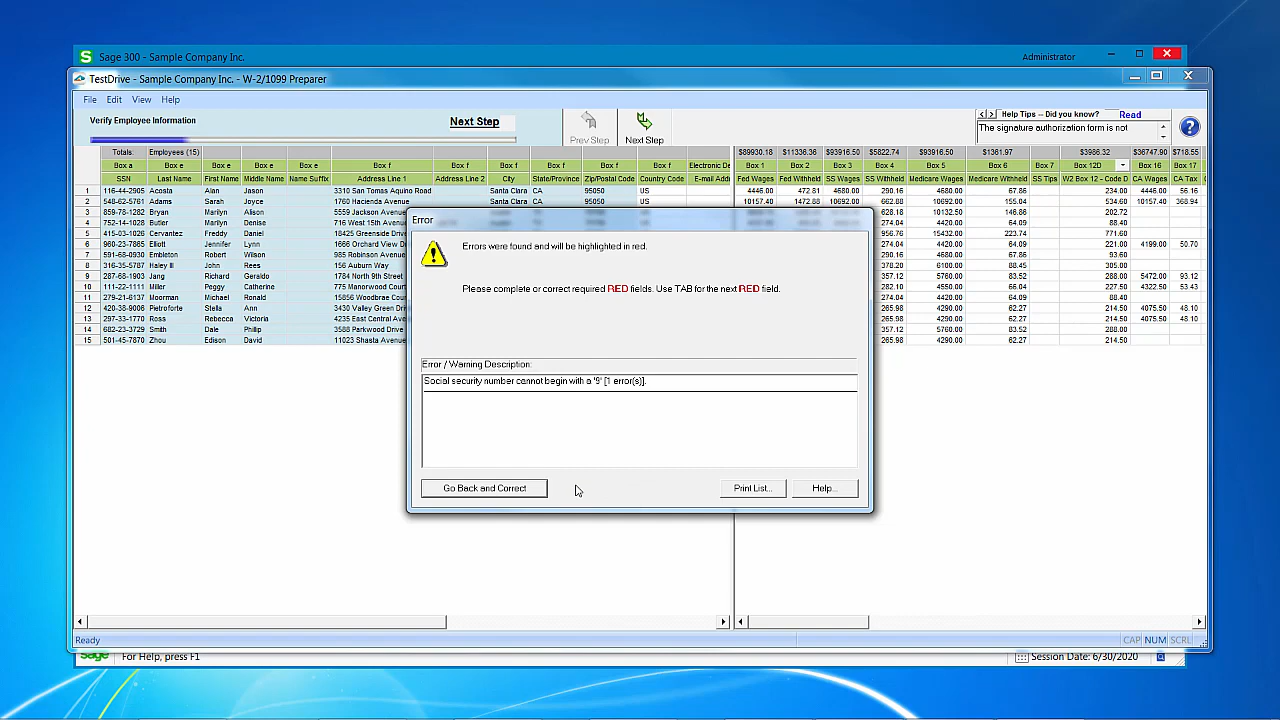 Sage 300 - Sample Company Inc. Administrator
TestDrive - Sample Company Inc. - W-2/1099 Preparer
File Edit View Help
Verify Employee Information Next Step Prev Step Next Step
Help Tips -- Did you know? Read
The signature authorization form is not
Totals: Employees (15) $89930.18 $11336.36 $93916.50 $5822.74 $93916.50 $1361.97 $3986.32 $36747.90 $718.55
Box a Box e Box e Box e Box e Box f Box f Box f Box f Box f Box f Electronic De Box 1 Box 2 Box 3 Box 4 Box 5 Box 6 Box 7 Box 12D Box 16 Box 17
SSN Last Name First Name Middle Name Name Suffix Address Line 1 Address Line 2 City State/Province Zip/Postal Code Country Code E-mail Addr Fed Wages Fed Withheld SS Wages SS Withheld Medicare Wages Medicare Withheld SS Tips W2 Box 12 - Code D CA Wages CA Tax
1 116-44-2905 Acosta Alan Jason 3310 San Tomas Aquino Road Santa Clara CA 95050 US 4446.00 472.81 4680.00 290.16 4680.00 67.86 234.00 4446.00 56.16
2 548-62-5761 Adams Sarah Joyce 1760 Hacienda Avenue Santa Clara CA 95050 US 10157.40 1472.88 10692.00 662.88 10692.00 155.04 534.60 10157.40 368.94
3 859-78-1282 Bryan Marilyn Alison 5559 Jackson Avenue 628.18 10132.50 146.86 202.72
4 752-14-1028 Butler Marilyn Denise 716 West 15th 274.04 4420.00 64.09 88.40
5 415-03-1026 Cervantez Freddy Daniel 18425 Greenside Drive 956.76 15432.00 223.74 771.60
6 960-23-7865 Elliott Jennifer Lynn 1666 Orchard View 274.04 4420.00 64.09 221.00 4199.00 50.70
7 591-68-0930 Embleton Robert Wilson 985 Robinson Avenue 290.16 4680.00 67.86 93.60
8 316-35-5787 Haley II John Rees 156 Auburn Way 378.20 6100.00 88.45 305.00
9 287-68-1903 Jang Richard Geraldo 1784 North 9th Street 357.12 5760.00 83.52 288.00 5472.00 93.12
10 111-22-1111 Miller Peggy Catherine 775 Manorwood 282.10 4550.00 66.04 227.50 4322.50 53.43
11 279-21-6137 Moorman Michael Ronald 15856 Woodbrae 274.04 4420.00 64.09 88.40
12 420-38-9006 Pietroforte Stella Ann 3430 Valley Green 265.98 4290.00 62.27 214.50 4075.50 48.10
13 297-33-1770 Ross Rebecca Victoria 4235 East Central 265.98 4290.00 62.27 214.50 4075.50 48.10
14 682-23-3729 Smith Dale Phillip 3588 Parkwood 357.12 5760.00 83.52 288.00
15 501-45-7870 Zhou Edison David 11023 Shasta Avenue 265.98 4290.00 62.27 214.50
Error
Errors were found and will be highlighted in red.
Please complete or correct required RED fields. Use TAB for the next RED field.
Error / Warning Description:
Social security number cannot begin with a '9' [1 error(s)].
Go Back and Correct Print List... Help...
Ready CAP NUM SCRL
sage For Help, press F1 Session Date: 6/30/2020